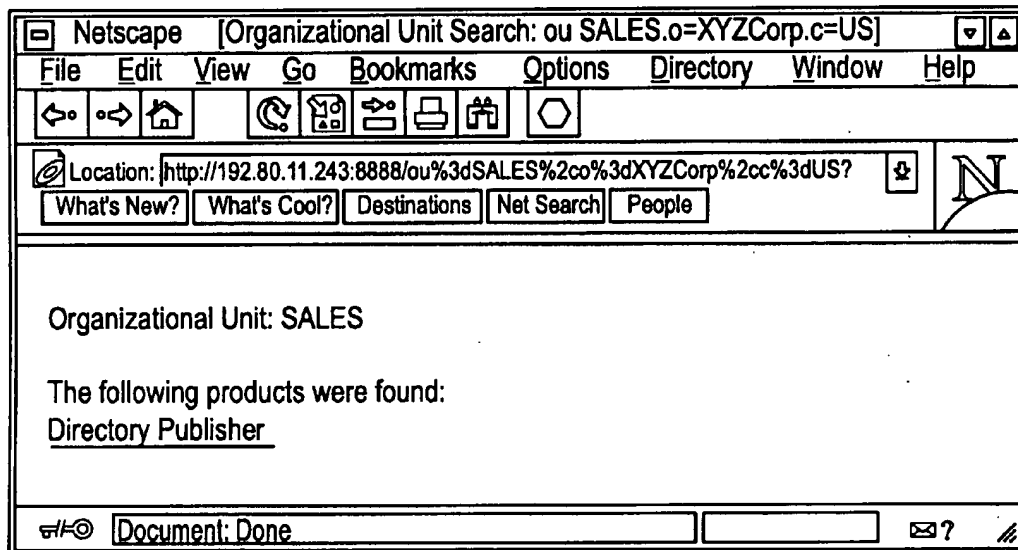 Netscape [Organizational Unit Search: ou SALES.o=XYZCorp.c=US]
File Edit View Go Bookmarks Options Directory Window Help
Location: http://192.80.11.243:8888/ou%3dSALES%2co%3dXYZCorp%2cc%3dUS?
N
What's New? What's Cool? Destinations Net Search People
Organizational Unit: SALES
The following products were found:
Directory Publisher
Document: Done
?